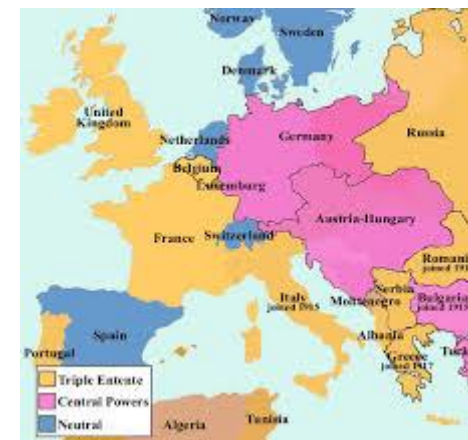 Norway
Sweden
Denmark
United
Kingdom
Netherlands
Germany
Russia
Belgium
Luxemburg
Austria-Hungary
France
Switzerland
Romani
Serbia
Italy
joined 1915
Montenegro
Bulgaria
Spain
Albania
Greece
joined 1917
Portugal
Triple Entente
Central Powers
Neutral
Algeria
Tunisia